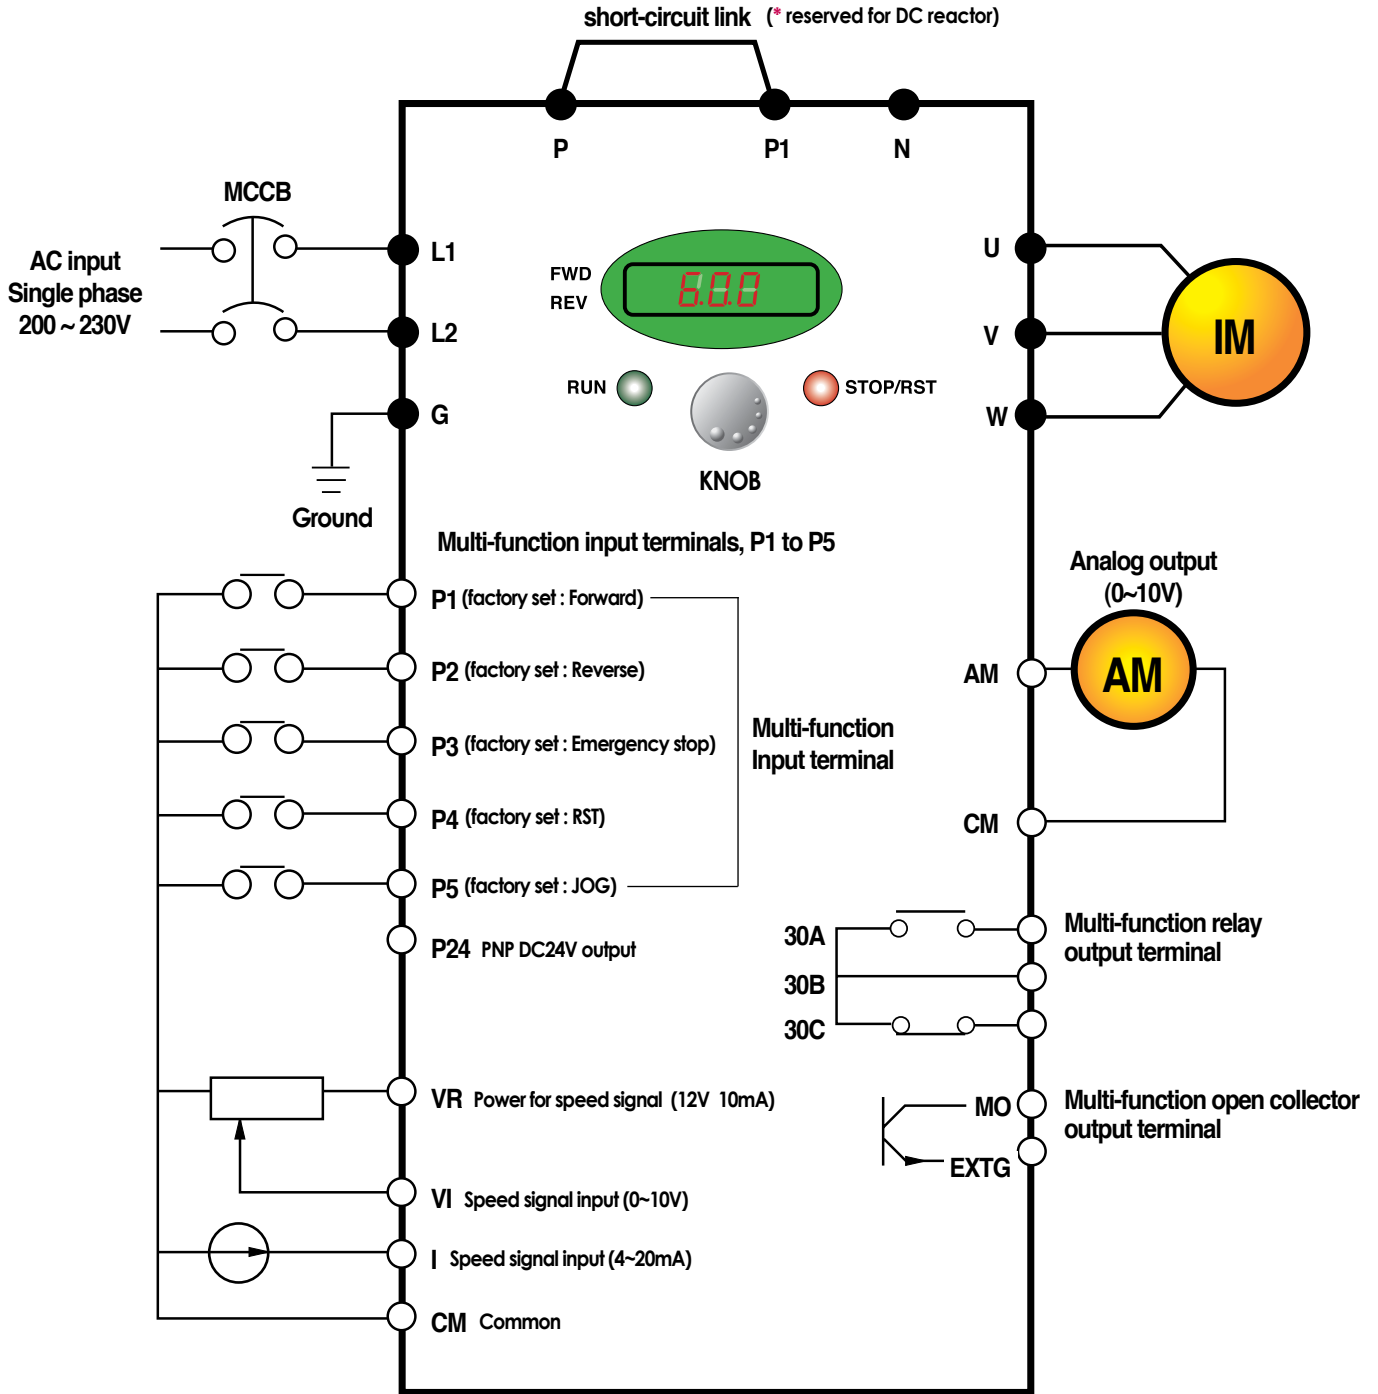 short-circuit link (* reserved for DC reactor)
P
P1
N
MCCB
AC input
Single phase
200 ~ 230V
L1
L2
G
Ground
FWD
REV
6.0.0
RUN
STOP/RST
KNOB
U
V
W
IM
Multi-function input terminals, P1 to P5
P1 (factory set : Forward)
P2 (factory set : Reverse)
P3 (factory set : Emergency stop)
P4 (factory set : RST)
P5 (factory set : JOG)
Multi-function
Input terminal
P24 PNP DC24V output
VR Power for speed signal (12V 10mA)
VI Speed signal input (0~10V)
I Speed signal input (4~20mA)
CM Common
Analog output
(0~10V)
AM
AM
CM
30A
30B
30C
Multi-function relay
output terminal
MO
EXTG
Multi-function open collector
output terminal